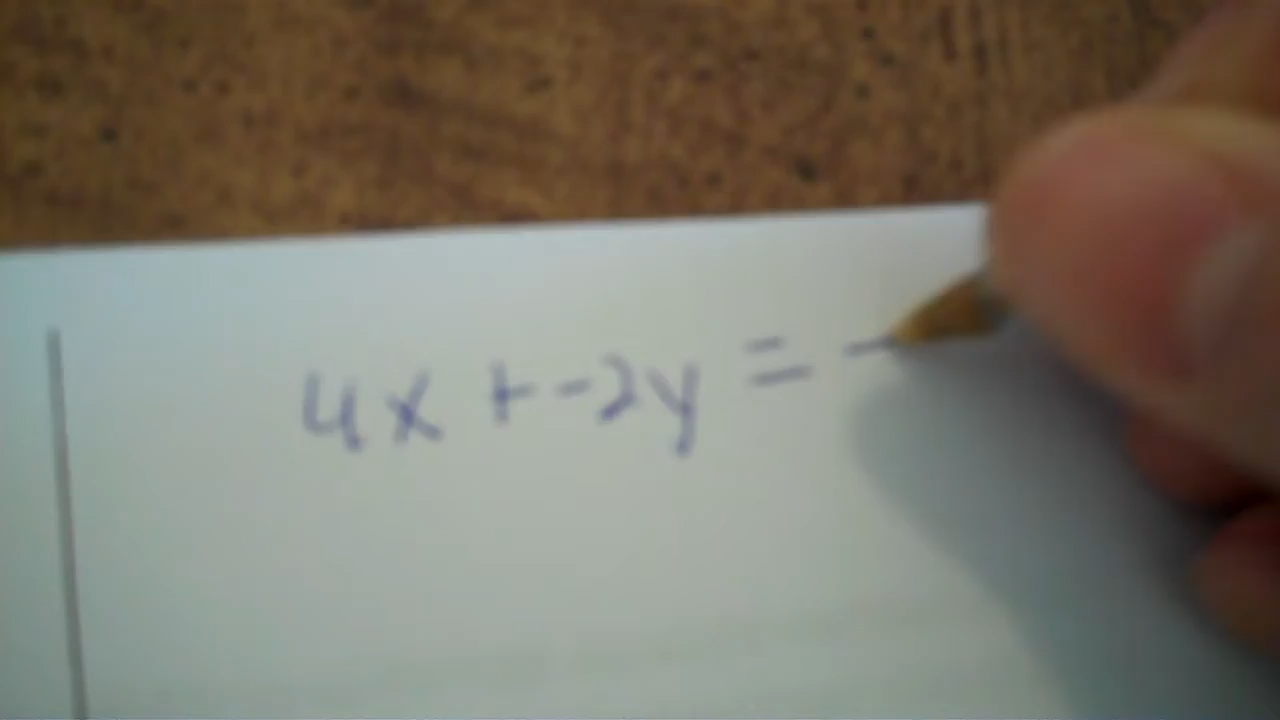 4x + -2y = -